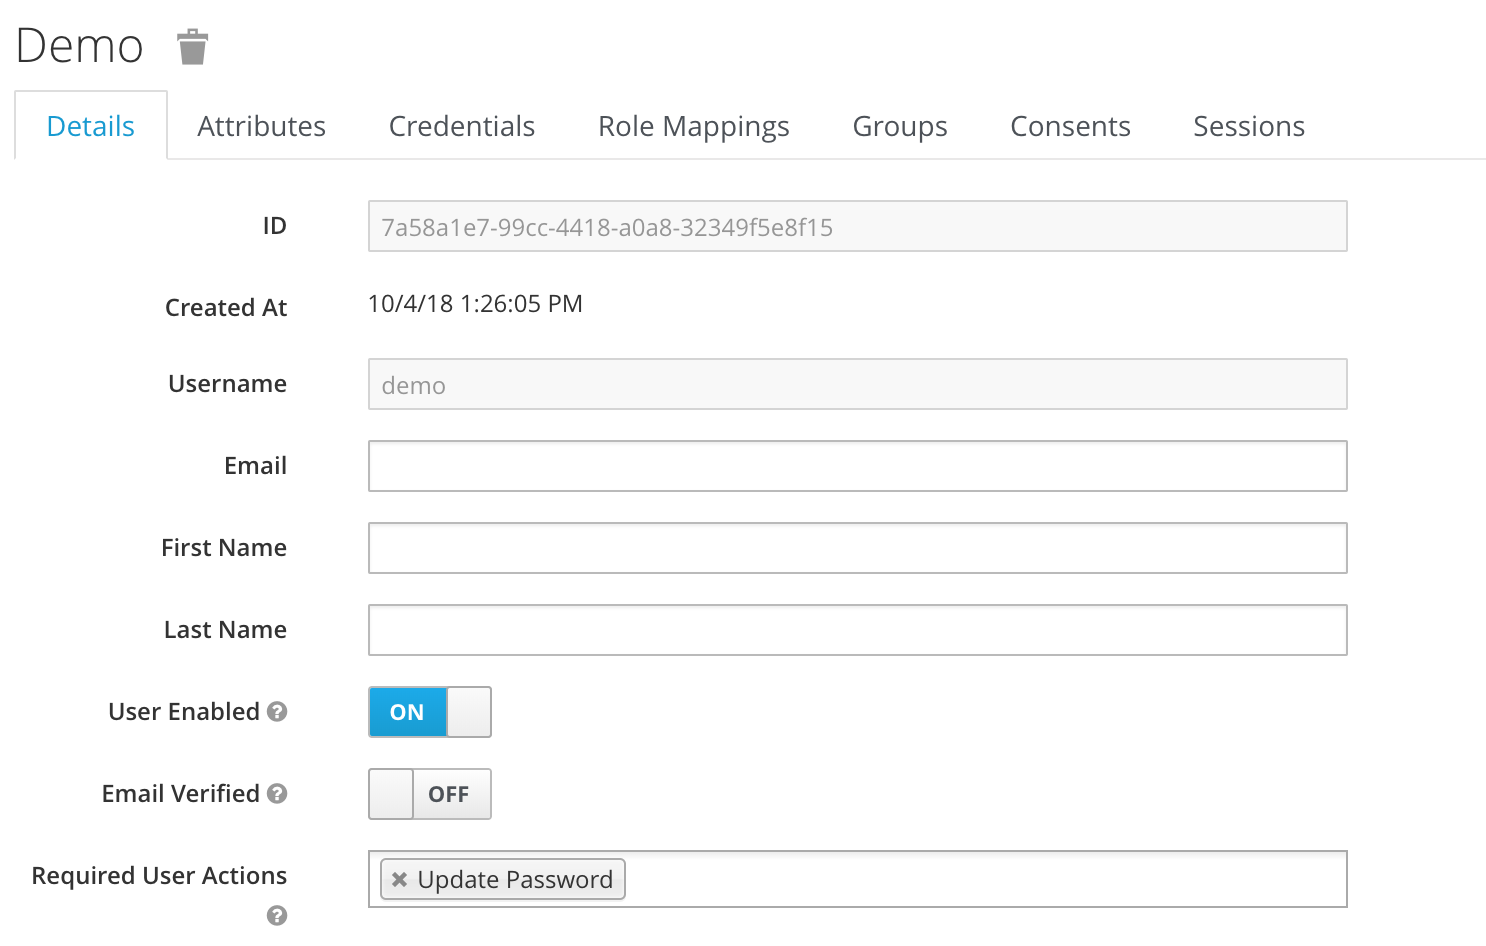 Demo
Details Attributes Credentials Role Mappings Groups Consents Sessions
ID 7a58a1e7-99cc-4418-a0a8-32349f5e8f15
Created At 10/4/18 1:26:05 PM
Username demo
Email
First Name
Last Name
User Enabled ? ON
Email Verified ? OFF
Required User Actions ✖ Update Password
?